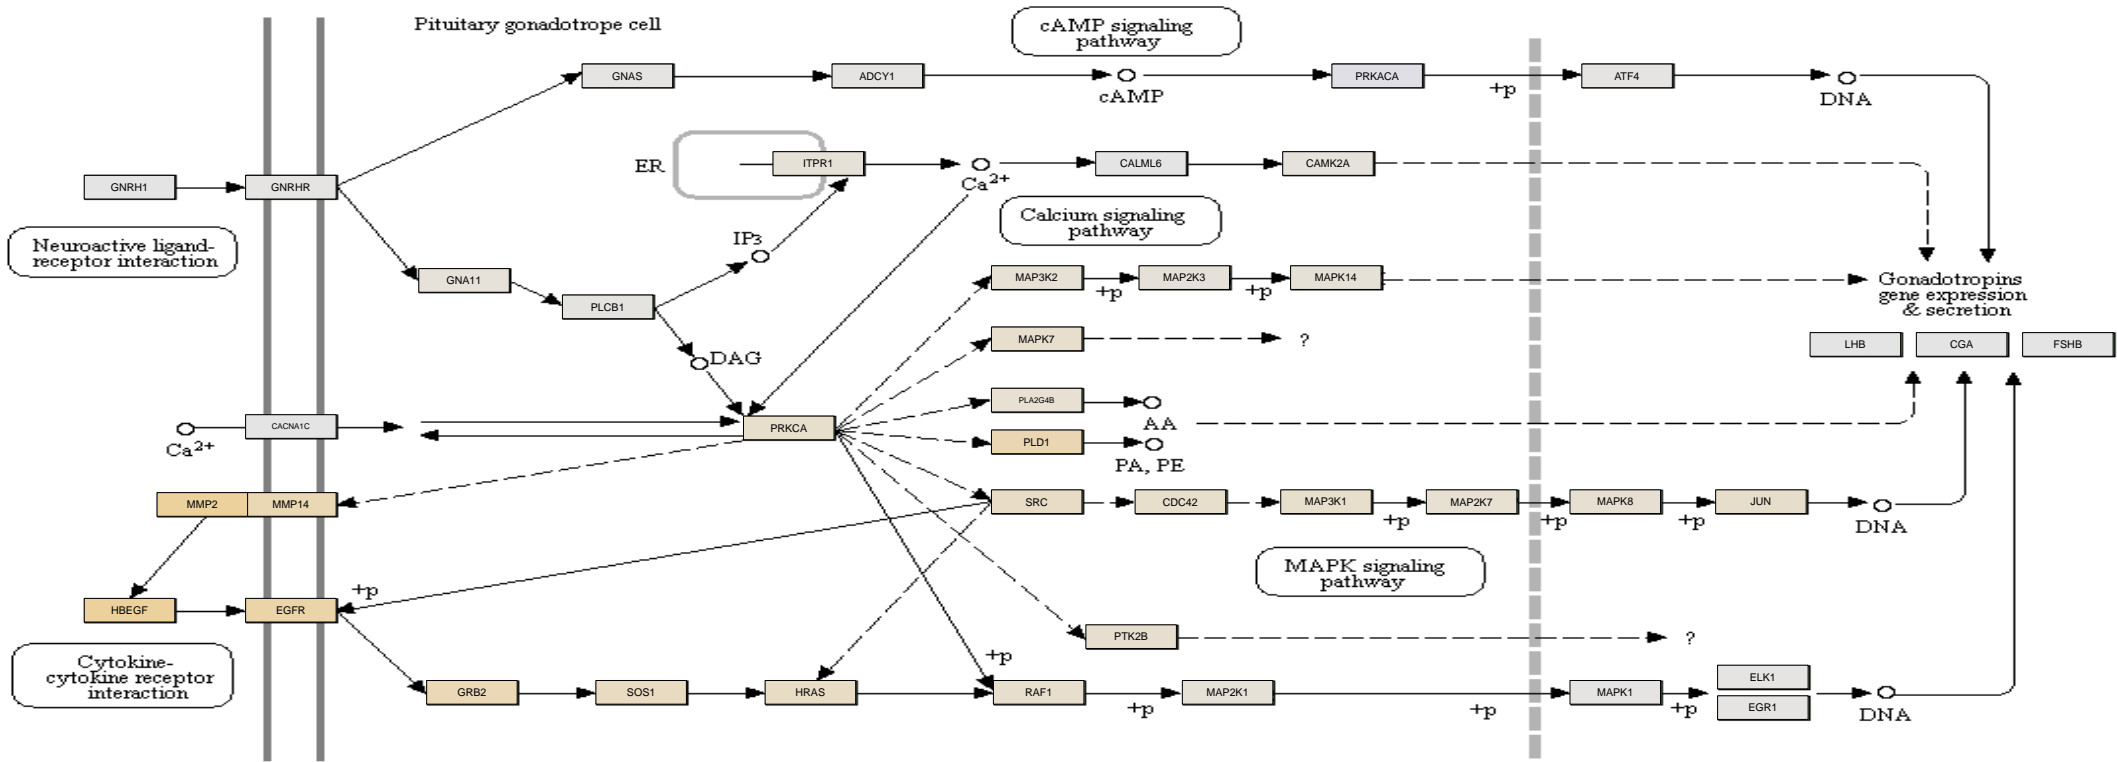 Pituitary gonadotrope cell
cAMP signaling
pathway
GNAS
ADCY1
cAMP
PRKACA
+p
ATF4
DNA
ER
ITPR1
Ca2+
CALML6
CAMK2A
GNRH1
GNRHR
Neuroactive ligand-
receptor interaction
IP3
Calcium signaling
pathway
GNA11
PLCB1
MAP3K2
+p
MAP2K3
+p
MAPK14
Gonadotropins
gene expression
& secretion
DAG
MAPK7
?
LHB
CGA
FSHB
Ca2+
CACNA1C
PRKCA
PLA2G4B
AA
PLD1
PA, PE
MMP2
MMP14
SRC
CDC42
MAP3K1
+p
MAP2K7
+p
MAPK8
+p
JUN
DNA
MAPK signaling
pathway
HBEGF
EGFR
+p
PTK2B
?
Cytokine-
cytokine receptor
interaction
GRB2
SOS1
HRAS
+p
RAF1
+p
MAP2K1
+p
MAPK1
+p
ELK1
EGR1
DNA